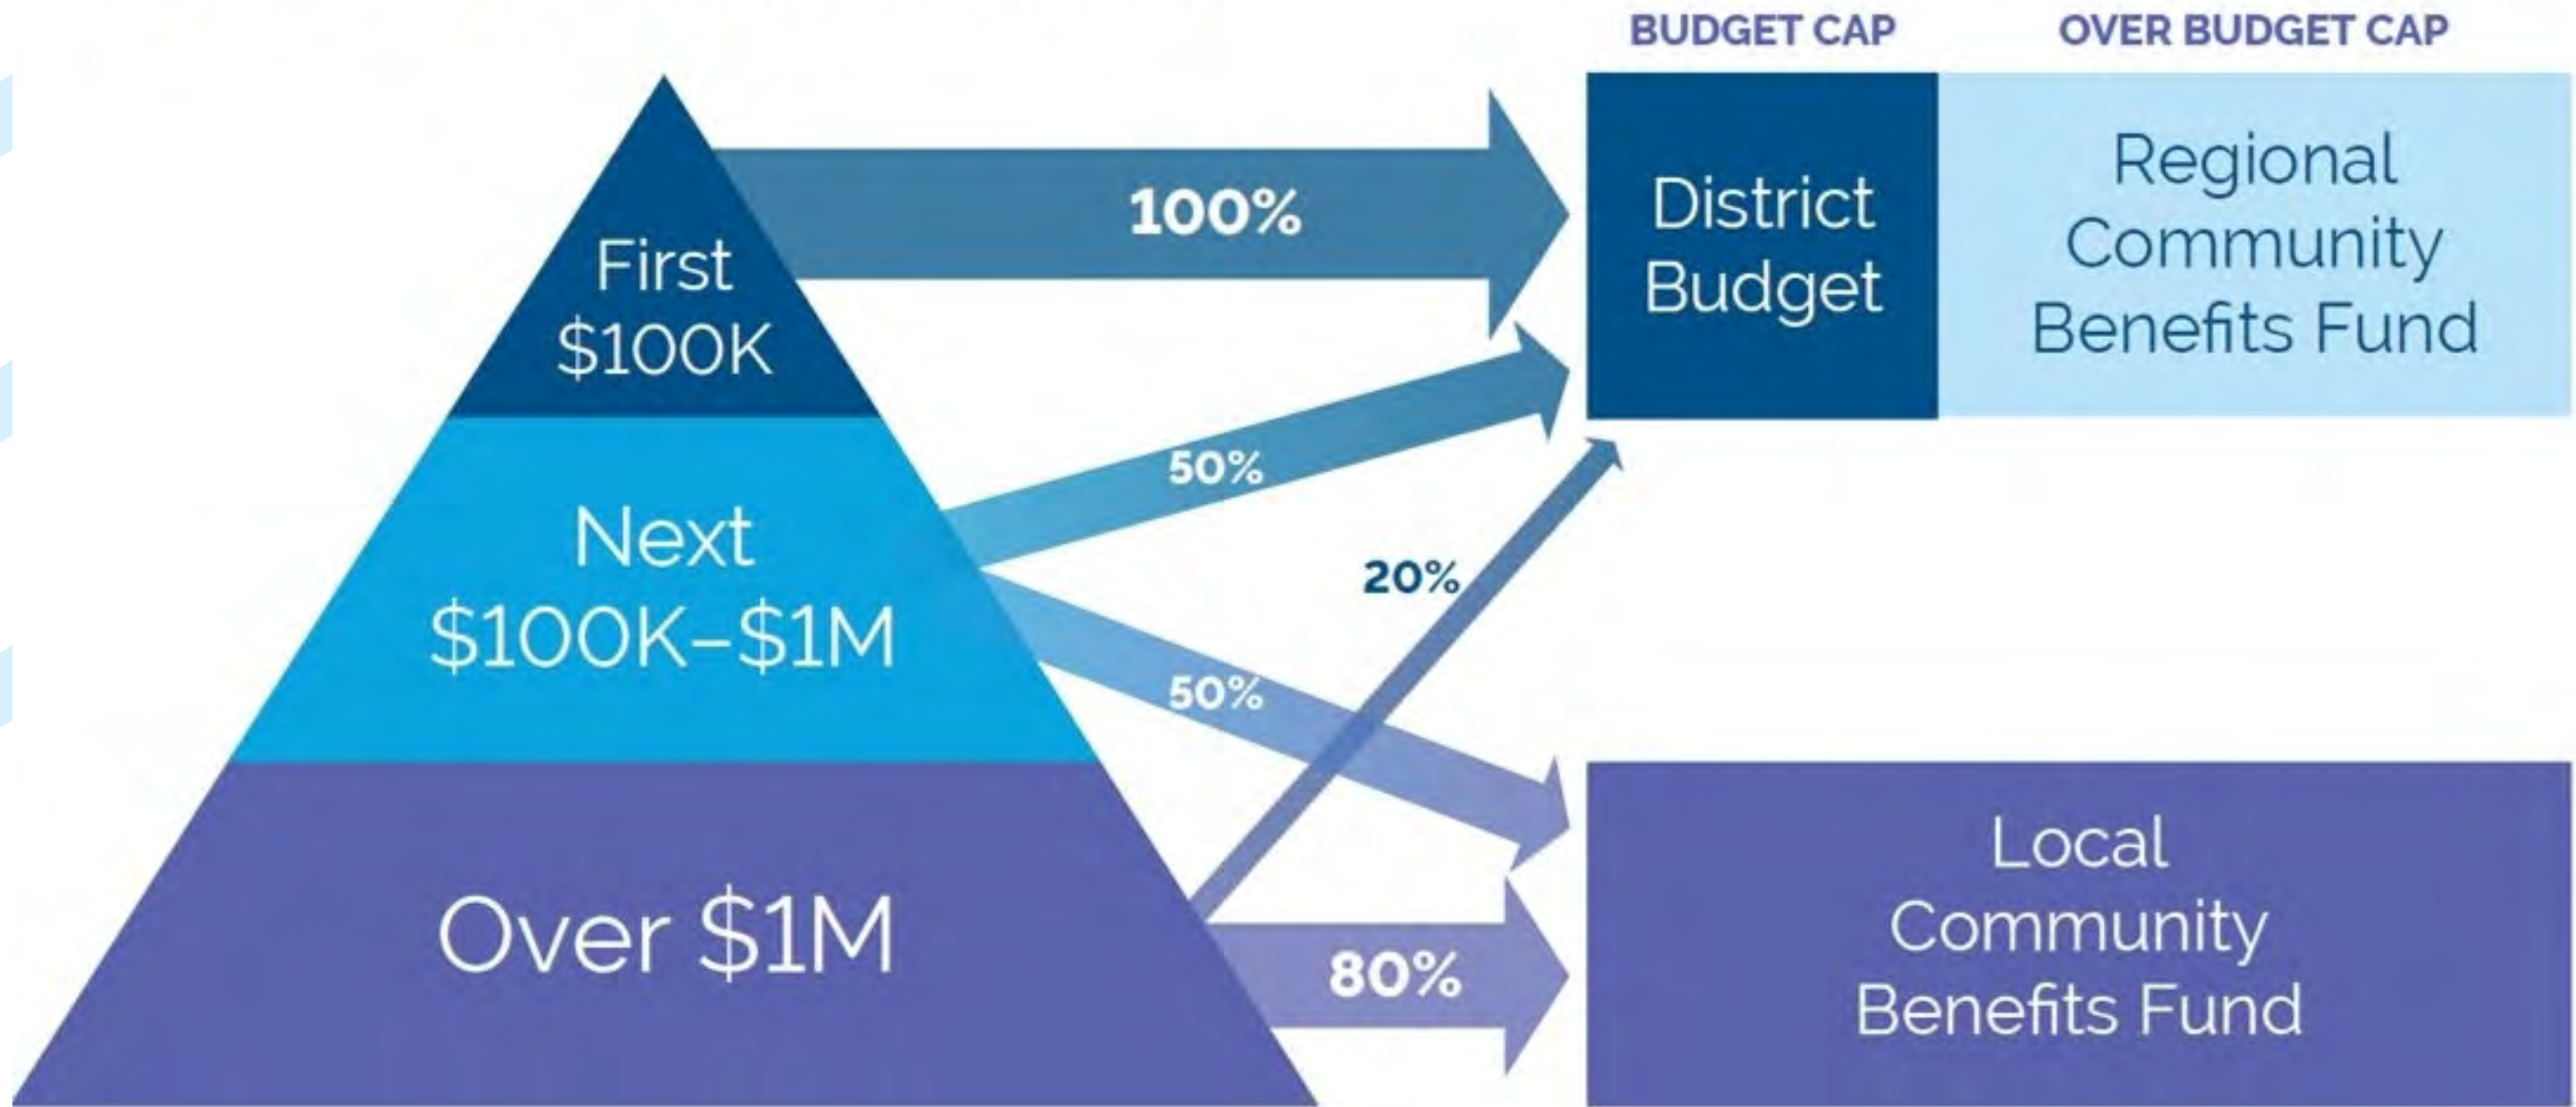 BUDGET CAP
OVER BUDGET CAP
First
$100K
100%
District
Budget
Regional
Community
Benefits Fund
Next
$100K–$1M
50%
50%
20%
Over $1M
80%
Local
Community
Benefits Fund